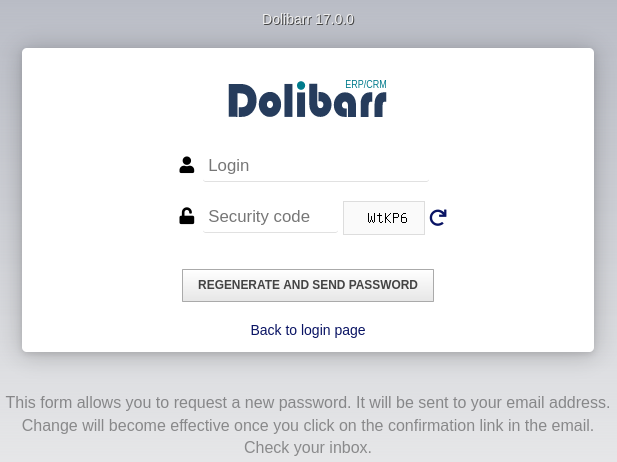 Dolibarr 17.0.0
ERP/CRM
Dolibarr
Login
Security code
WtKP6
REGENERATE AND SEND PASSWORD
Back to login page
This form allows you to request a new password. It will be sent to your email address.
Change will become effective once you click on the confirmation link in the email.
Check your inbox.